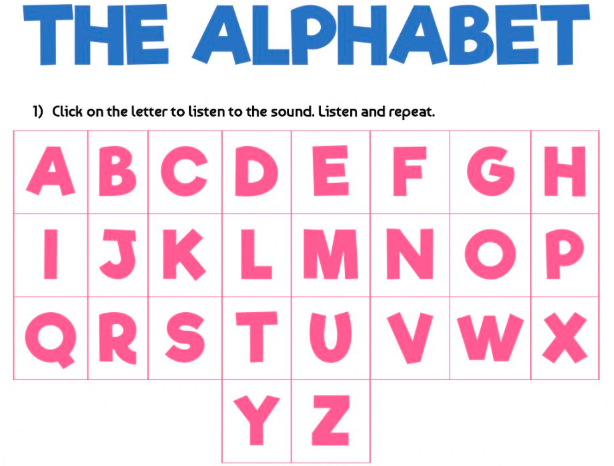 THE ALPHABET
1) Click on the letter to listen to the sound. Listen and repeat.
A B C D E F G H
I J K L M N O P
Q R S T U V W X
Y Z